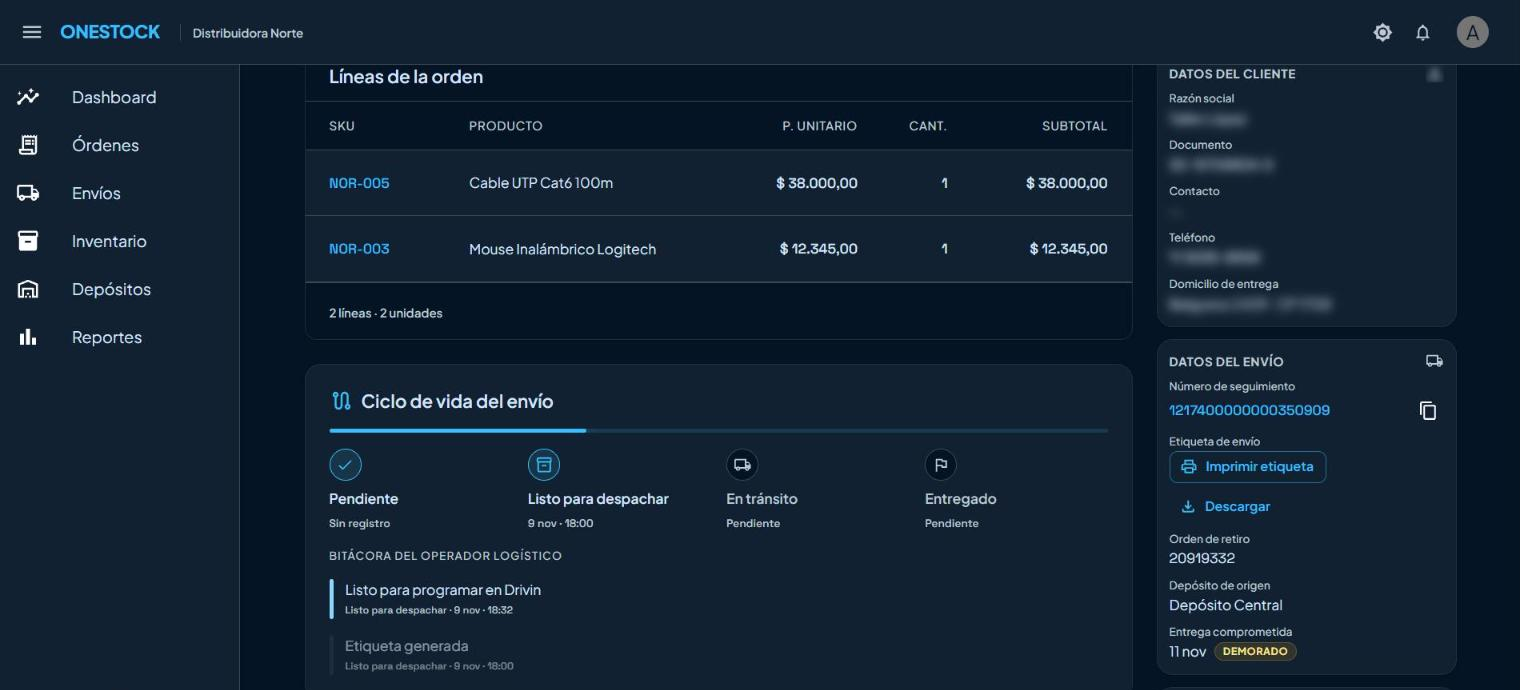 ONESTOCK
Distribuidora Norte
A
Dashboard
Órdenes
Envíos
Inventario
Depósitos
Reportes
Líneas de la orden
SKU PRODUCTO P. UNITARIO CANT. SUBTOTAL
NOR-005 Cable UTP Cat6 100m $ 38.000,00 1 $ 38.000,00
NOR-003 Mouse Inalámbrico Logitech $ 12.345,00 1 $ 12.345,00
2 líneas · 2 unidades
Ciclo de vida del envío
Pendiente
Sin registro
Listo para despachar
9 nov · 18:00
En tránsito
Pendiente
Entregado
Pendiente
BITÁCORA DEL OPERADOR LOGÍSTICO
Listo para programar en Drivin
Listo para despachar · 9 nov · 18:32
Etiqueta generada
Listo para despachar · 9 nov · 18:00
DATOS DEL CLIENTE
Razón social
Documento
Contacto
Teléfono
Domicilio de entrega
DATOS DEL ENVÍO
Número de seguimiento
1217400000000350909
Etiqueta de envío
Imprimir etiqueta
Descargar
Orden de retiro
20919332
Depósito de origen
Depósito Central
Entrega comprometida
11 nov DEMORADO